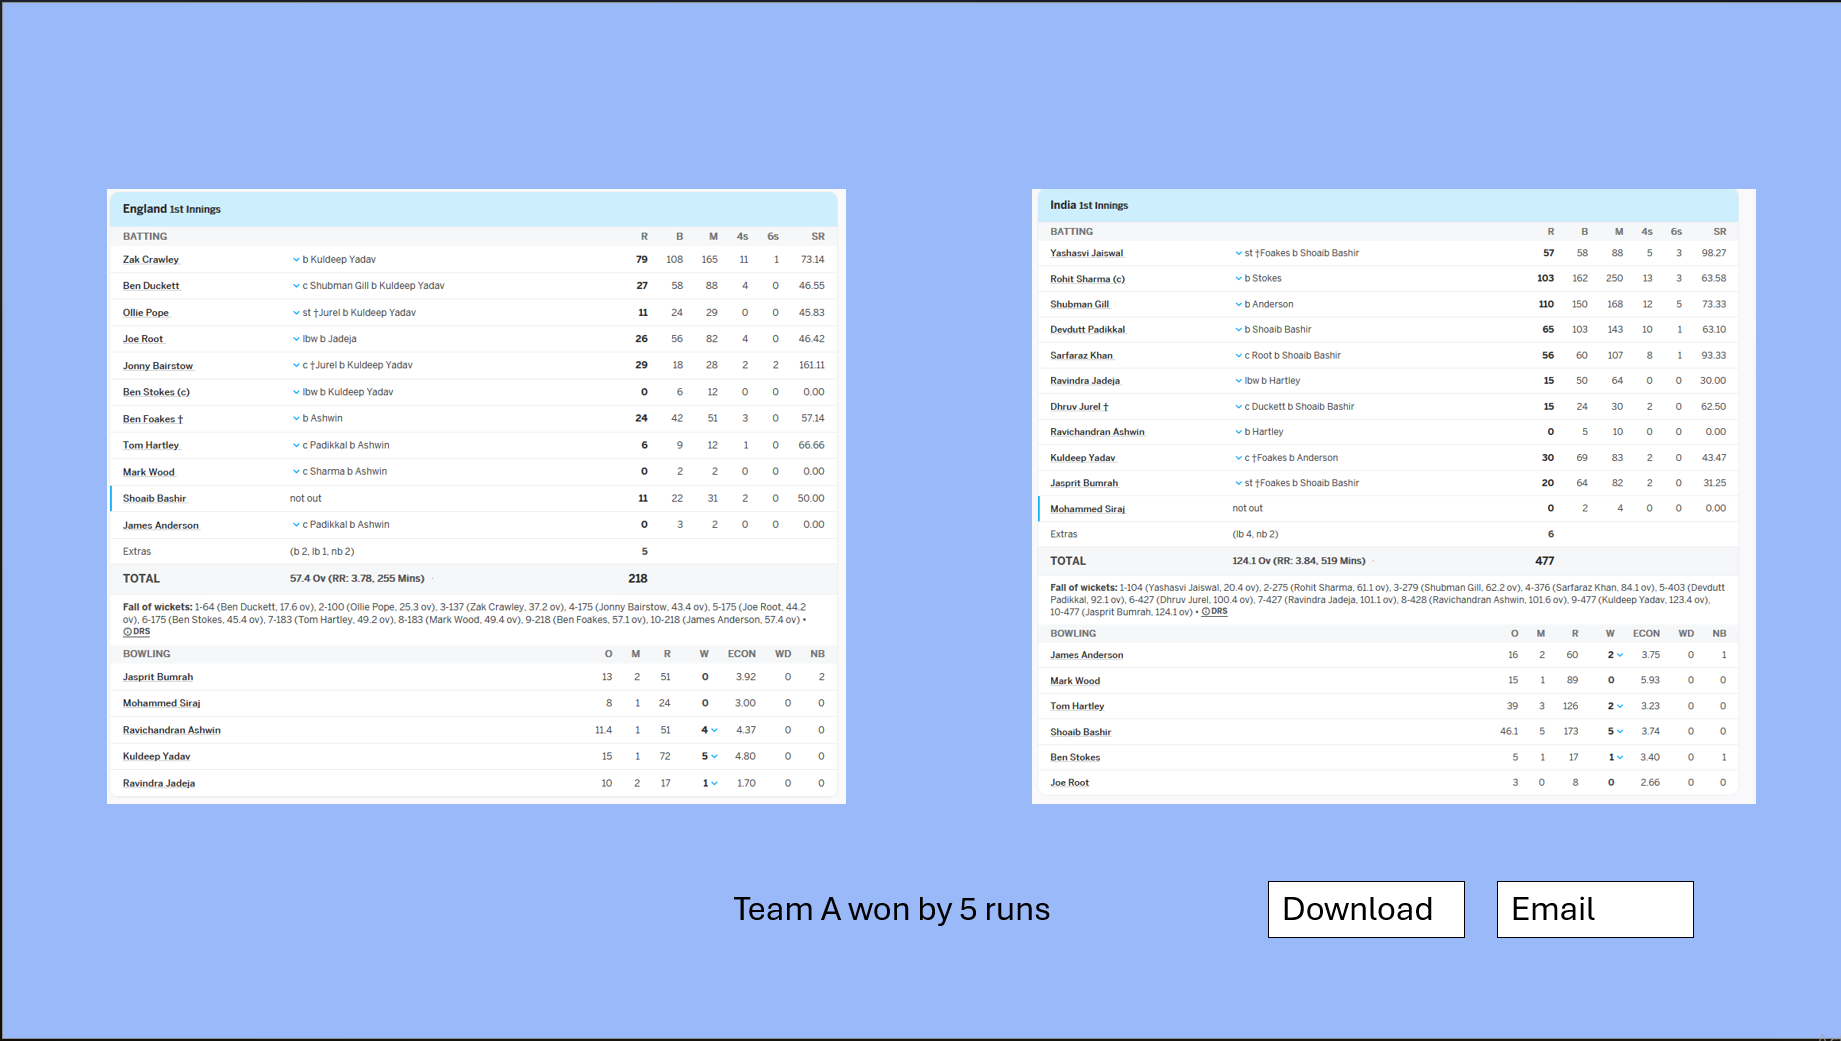 England 1st Innings
BATTING R B M 4s 6s SR
Zak Crawley b Kuldeep Yadav 79 108 165 11 1 73.14
Ben Duckett c Shubman Gill b Kuldeep Yadav 27 58 88 4 0 46.55
Ollie Pope st †Jurel b Kuldeep Yadav 11 24 29 0 0 45.83
Joe Root lbw b Jadeja 26 56 82 4 0 46.42
Jonny Bairstow c †Jurel b Kuldeep Yadav 29 18 28 2 2 161.11
Ben Stokes (c) lbw b Kuldeep Yadav 0 6 12 0 0 0.00
Ben Foakes † b Ashwin 24 42 51 3 0 57.14
Tom Hartley c Padikkal b Ashwin 6 9 12 1 0 66.66
Mark Wood c Sharma b Ashwin 0 2 2 0 0 0.00
Shoaib Bashir not out 11 22 31 2 0 50.00
James Anderson c Padikkal b Ashwin 0 3 2 0 0 0.00
Extras (b 2, lb 1, nb 2) 5
TOTAL 57.4 Ov (RR: 3.78, 255 Mins) 218
Fall of wickets: 1-64 (Ben Duckett, 17.6 ov), 2-100 (Ollie Pope, 25.3 ov), 3-137 (Zak Crawley, 37.2 ov), 4-175 (Jonny Bairstow, 43.4 ov), 5-175 (Joe Root, 44.2
ov), 6-175 (Ben Stokes, 45.4 ov), 7-183 (Tom Hartley, 49.2 ov), 8-183 (Mark Wood, 49.4 ov), 9-218 (Ben Foakes, 57.1 ov), 10-218 (James Anderson, 57.4 ov) •
DRS
BOWLING O M R W ECON WD NB
Jasprit Bumrah 13 2 51 0 3.92 0 2
Mohammed Siraj 8 1 24 0 3.00 0 0
Ravichandran Ashwin 11.4 1 51 4 4.37 0 0
Kuldeep Yadav 15 1 72 5 4.80 0 0
Ravindra Jadeja 10 2 17 1 1.70 0 0
India 1st Innings
BATTING R B M 4s 6s SR
Yashasvi Jaiswal st †Foakes b Shoaib Bashir 57 58 88 5 3 98.27
Rohit Sharma (c) b Stokes 103 162 250 13 3 63.58
Shubman Gill b Anderson 110 150 168 12 5 73.33
Devdutt Padikkal b Shoaib Bashir 65 103 143 10 1 63.10
Sarfaraz Khan c Root b Shoaib Bashir 56 60 107 8 1 93.33
Ravindra Jadeja lbw b Hartley 15 50 64 0 0 30.00
Dhruv Jurel † c Duckett b Shoaib Bashir 15 24 30 2 0 62.50
Ravichandran Ashwin b Hartley 0 5 10 0 0 0.00
Kuldeep Yadav c †Foakes b Anderson 30 69 83 2 0 43.47
Jasprit Bumrah st †Foakes b Shoaib Bashir 20 64 82 2 0 31.25
Mohammed Siraj not out 0 2 4 0 0 0.00
Extras (lb 4, nb 2) 6
TOTAL 124.1 Ov (RR: 3.84, 519 Mins) 477
Fall of wickets: 1-104 (Yashasvi Jaiswal, 20.4 ov), 2-275 (Rohit Sharma, 61.1 ov), 3-279 (Shubman Gill, 62.2 ov), 4-376 (Sarfaraz Khan, 84.1 ov), 5-403 (Devdutt
Padikkal, 92.1 ov), 6-427 (Dhruv Jurel, 100.4 ov), 7-427 (Ravindra Jadeja, 101.1 ov), 8-428 (Ravichandran Ashwin, 101.6 ov), 9-477 (Kuldeep Yadav, 123.4 ov),
10-477 (Jasprit Bumrah, 124.1 ov) • DRS
BOWLING O M R W ECON WD NB
James Anderson 16 2 60 2 3.75 0 1
Mark Wood 15 1 89 0 5.93 0 0
Tom Hartley 39 3 126 2 3.23 0 0
Shoaib Bashir 46.1 5 173 5 3.74 0 0
Ben Stokes 5 1 17 1 3.40 0 1
Joe Root 3 0 8 0 2.66 0 0
Team A won by 5 runs
Download
Email